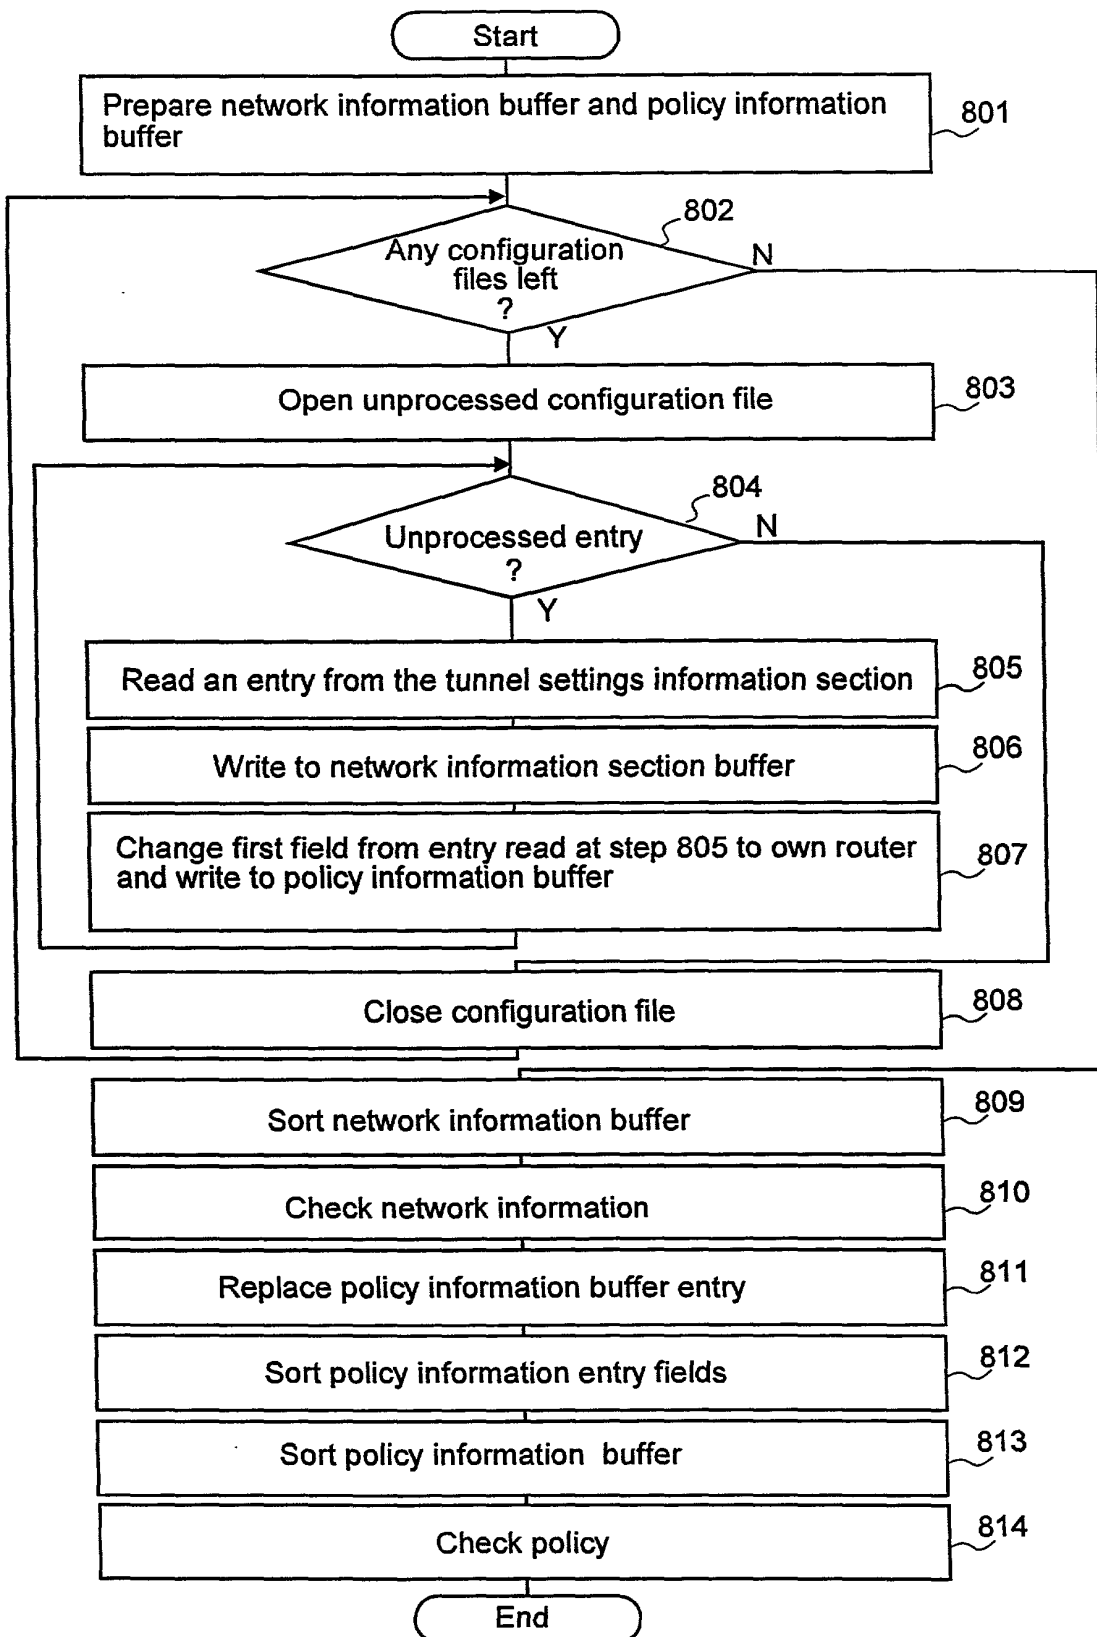 Start
Prepare network information buffer and policy information
buffer
801
802
Any configuration
files left
?
N
Y
Open unprocessed configuration file
803
804
Unprocessed entry
?
N
Y
Read an entry from the tunnel settings information section
805
Write to network information section buffer
806
Change first field from entry read at step 805 to own router
and write to policy information buffer
807
Close configuration file
808
Sort network information buffer
809
Check network information
810
Replace policy information buffer entry
811
Sort policy information entry fields
812
Sort policy information buffer
813
Check policy
814
End